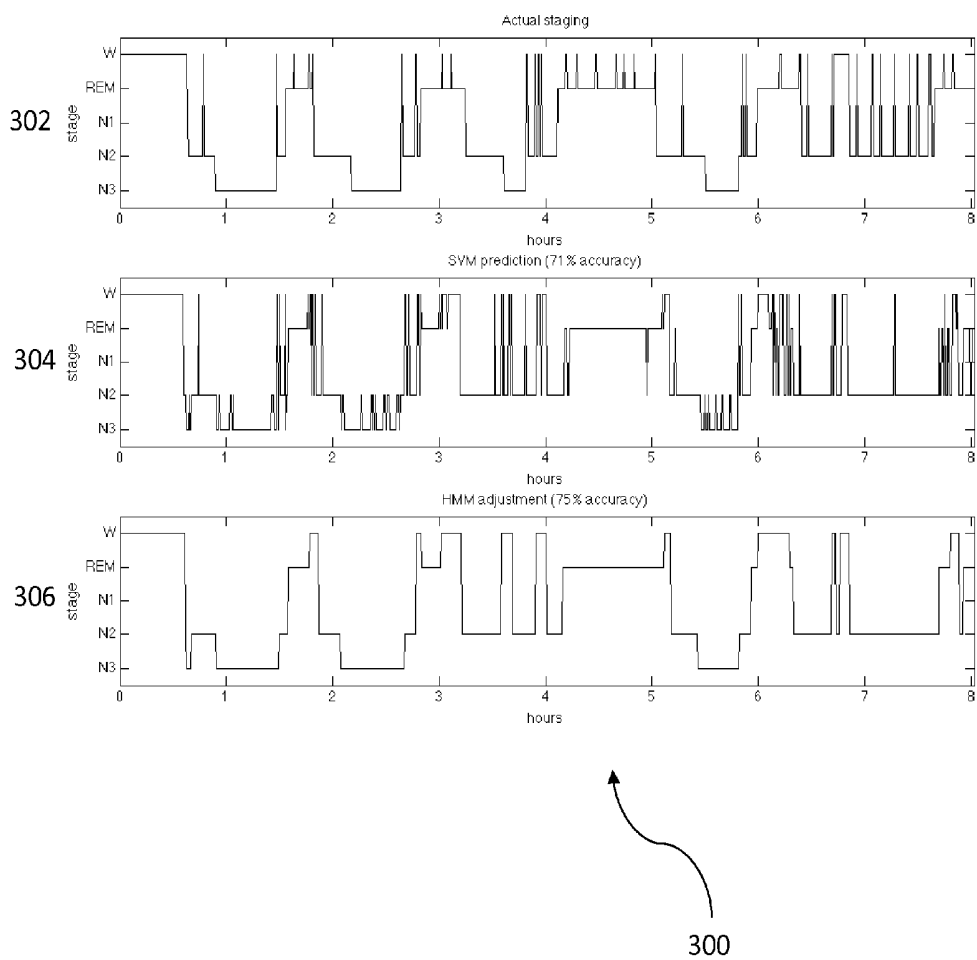 Actual staging
302
stage
W
REM
N1
N2
N3
0 1 2 3 4 5 6 7 8
hours
SVM prediction (71% accuracy)
304
stage
W
REM
N1
N2
N3
0 1 2 3 4 5 6 7 8
hours
HMM adjustment (75% accuracy)
306
stage
W
REM
N1
N2
N3
0 1 2 3 4 5 6 7 8
hours
300